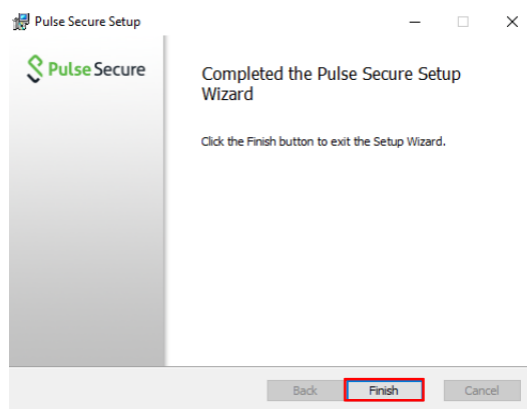 Pulse Secure Setup
Pulse Secure
Completed the Pulse Secure Setup
Wizard
Click the Finish button to exit the Setup Wizard.
Back Finish Cancel